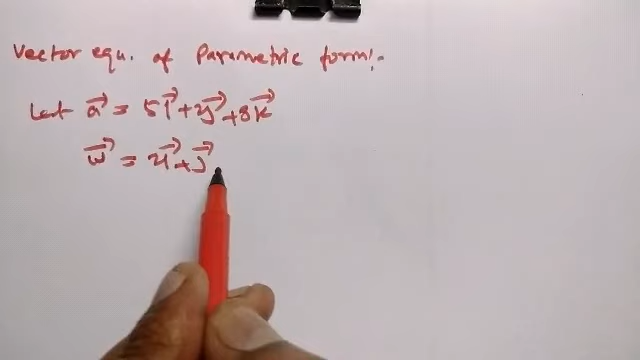 Vector equ. of Parametric form:-
Let a⃗ = 5i⃗ + 2j⃗ + 8k⃗
u⃗ = 2i⃗ + j⃗